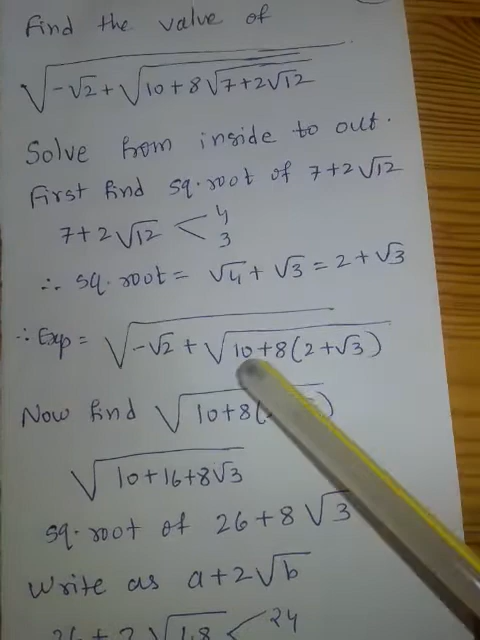 Find the value of
√-√2+√10+8√7+2√12
Solve from inside to out.
First find sq.root of 7+2√12
7+2√12 < 4
3
∴ sq.root = √4+√3 = 2+√3
∴ Exp = √-√2 + √10+8(2+√3)
Now find √10+8(
√10+16+8√3
sq.root of 26+8√3
Write as a+2√b
26+2√ < 24